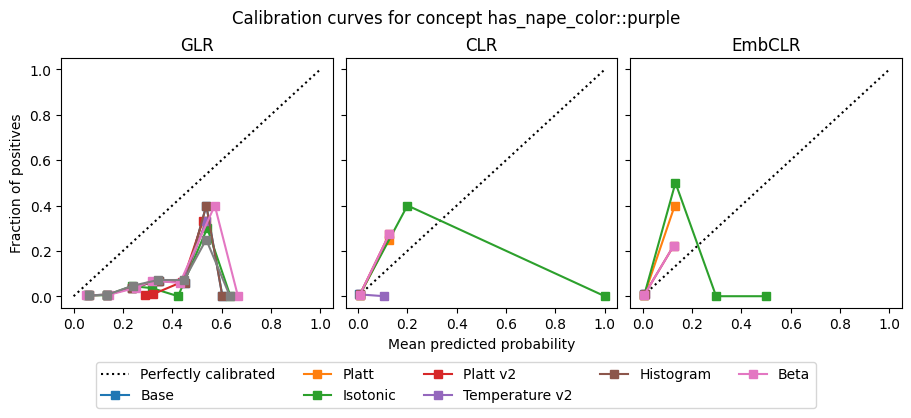 Calibration curves for concept has_nape_color::purple
GLR
CLR
EmbCLR
Fraction of positives
1.0
0.8
0.6
0.4
0.2
0.0
0.0 0.2 0.4 0.6 0.8 1.0
0.0 0.2 0.4 0.6 0.8 1.0
0.0 0.2 0.4 0.6 0.8 1.0
Mean predicted probability
Perfectly calibrated
Base
Platt
Isotonic
Platt v2
Temperature v2
Histogram
Beta